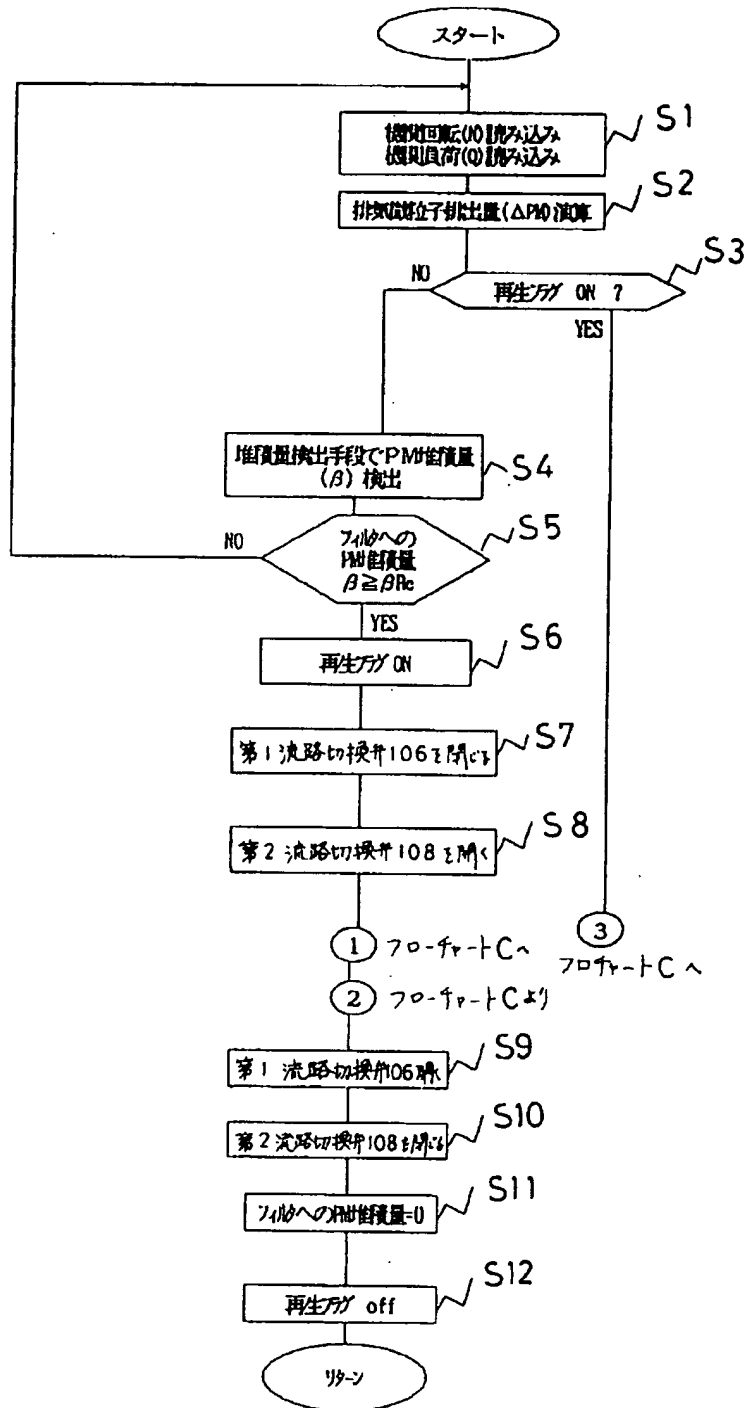 スタート
機関回転(N)読み込み
機関負荷(Q)読み込み
S1
排気微粒子排出量(△PM)演算
S2
再生フラグ ON ?
S3
NO
YES
堆積量検出手段でPM堆積量
(β) 検出
S4
フィルタへの
PM堆積量
β≧βRe
S5
NO
YES
再生フラグ ON
S6
第1流路切換弁106を閉じる
S7
第2流路切換弁108を開く
S8
1 フローチャートCへ
3
フロチャートCへ
2 フローチャートCより
第1流路切換弁106開く
S9
第2流路切換弁108を閉じる
S10
フィルタへのPM堆積量=0
S11
再生フラグ off
S12
リターン